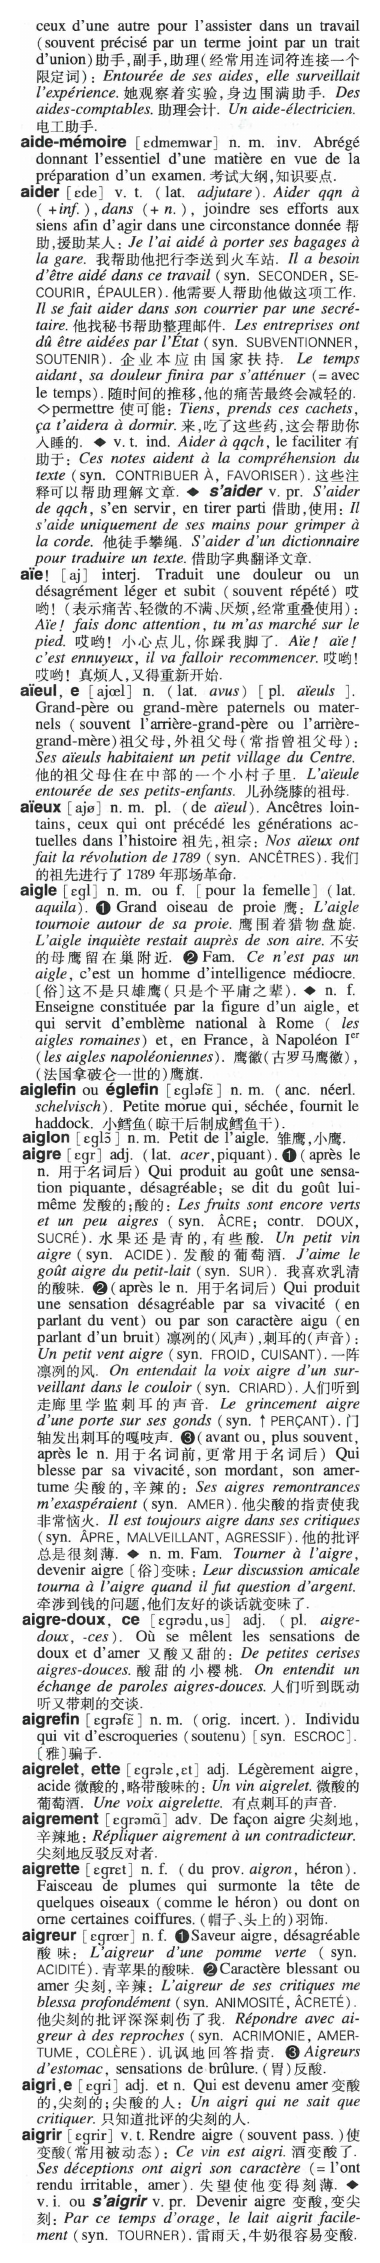 ceux d'une autre pour l'assister dans un travail
(souvent précisé par un terme joint par un trait
d'union)助手,副手,助理(经常用连词符连接一个
限定词): Entourée de ses aides, elle surveillait
l'expérience. 她观察着实验,身边围满助手. Des
aides-comptables. 助理会计. Un aide-électricien.
电工助手.
aide-mémoire [ɛdmemwar] n. m. inv. Abrégé
donnant l'essentiel d'une matière en vue de la
préparation d'un examen. 考试大纲,知识要点.
aider [ɛde] v. t. (lat. adjutare). Aider qqn à
(+inf.), dans (+ n.), joindre ses efforts aux
siens afin d'agir dans une circonstance donnée 帮
助,援助某人: Je l'ai aidé à porter ses bagages à
la gare. 我帮助他把行李送到火车站. Il a besoin
d'être aidé dans ce travail (syn. SECONDER, SE-
COURIR, ÉPAULER). 他需要人帮助他做这项工作.
Il se fait aider dans son courrier par une secré-
taire. 他找秘书帮助整理邮件. Les entreprises ont
dû être aidées par l'État (syn. SUBVENTIONNER,
SOUTENIR). 企业本应由国家扶持. Le temps
aidant, sa douleur finira par s'atténuer (= avec
le temps). 随时间的推移,他的痛苦最终会减轻的.
◇permettre 使可能: Tiens, prends ces cachets,
ça t'aidera à dormir. 来,吃了这些药,这会帮助你
入睡的. ◆ v. t. ind. Aider à qqch, le faciliter 有
助于: Ces notes aident à la compréhension du
texte (syn. CONTRIBUER À, FAVORISER). 这些注
释可以帮助理解文章. ◆ s'aider v. pr. S'aider
de qqch, s'en servir, en tirer parti 借助,使用: Il
s'aide uniquement de ses mains pour grimper à
la corde. 他徒手攀绳. S'aider d'un dictionnaire
pour traduire un texte. 借助字典翻译文章.
aïe! [aj] interj. Traduit une douleur ou un
désagrément léger et subit (souvent répété) 哎
哟! (表示痛苦、轻微的不满、厌烦,经常重叠使用):
Aïe! fais donc attention, tu m'as marché sur le
pied. 哎哟! 小心点儿,你踩我脚了. Aïe! aïe!
c'est ennuyeux, il va falloir recommencer. 哎哟!
哎哟! 真烦人,又得重新开始.
aïeul, e [ajœl] n. (lat. avus) [pl. aïeuls ].
Grand-père ou grand-mère paternels ou mater-
nels (souvent l'arrière-grand-père ou l'arrière-
grand-mère)祖父母,外祖父母(常指曾祖父母):
Ses aïeuls habitaient un petit village du Centre.
他的祖父母住在中部的一个小村子里. L'aïeule
entourée de ses petits-enfants. 儿孙绕膝的祖母.
aïeux [ajø] n. m. pl. (de aïeul). Ancêtres loin-
tains, ceux qui ont précédé les générations ac-
tuelles dans l'histoire 祖先,祖宗: Nos aïeux ont
fait la révolution de 1789 (syn. ANCÊTRES). 我们
的祖先进行了 1789 年那场革命.
aigle [ɛgl] n. m. ou f. [pour la femelle] (lat.
aquila). ❶ Grand oiseau de proie 鹰: L'aigle
tournoie autour de sa proie. 鹰围着猎物盘旋.
L'aigle inquiète restait auprès de son aire. 不安
的母鹰留在巢附近. ❷ Fam. Ce n'est pas un
aigle, c'est un homme d'intelligence médiocre.
〔俗〕这不是只雄鹰(只是个平庸之辈). ◆ n. f.
Enseigne constituée par la figure d'un aigle, et
qui servit d'emblème national à Rome ( les
aigles romaines) et, en France, à Napoléon Ier
(les aigles napoléoniennes). 鹰徽(古罗马鹰徽),
(法国拿破仑一世的)鹰旗.
aiglefin ou églefin [ɛgləfɛ̃] n. m. (anc. néerl.
schelvisch). Petite morue qui, séchée, fournit le
haddock. 小鳕鱼(晾干后制成鳕鱼干).
aiglon [ɛglɔ̃] n. m. Petit de l'aigle. 雏鹰,小鹰.
aigre [ɛgr] adj. (lat. acer, piquant). ❶(après le
n. 用于名词后) Qui produit au goût une sensa-
tion piquante, désagréable; se dit du goût lui-
même 发酸的;酸的: Les fruits sont encore verts
et un peu aigres (syn. ÂCRE; contr. DOUX,
SUCRÉ). 水果还是青的,有些酸. Un petit vin
aigre (syn. ACIDE). 发酸的葡萄酒. J'aime le
goût aigre du petit-lait (syn. SUR). 我喜欢乳清
的酸味. ❷(après le n. 用于名词后) Qui produit
une sensation désagréable par sa vivacité (en
parlant du vent) ou par son caractère aigu (en
parlant d'un bruit) 凛冽的(风声),刺耳的(声音):
Un petit vent aigre (syn. FROID, CUISANT). 一阵
凛冽的风. On entendait la voix aigre d'un sur-
veillant dans le couloir (syn. CRIARD). 人们听到
走廊里学监刺耳的声音. Le grincement aigre
d'une porte sur ses gonds (syn. ↑ PERÇANT). 门
轴发出刺耳的嘎吱声. ❸(avant ou, plus souvent,
après le n. 用于名词前,更常用于名词后) Qui
blesse par sa vivacité, son mordant, son amer-
tume 尖酸的,辛辣的: Ses aigres remontrances
m'exaspéraient (syn. AMER). 他尖酸的指责使我
非常恼火. Il est toujours aigre dans ses critiques
(syn. ÂPRE, MALVEILLANT, AGRESSIF). 他的批评
总是很刻薄. ◆ n. m. Fam. Tourner à l'aigre,
devenir aigre〔俗〕变味: Leur discussion amicale
tourna à l'aigre quand il fut question d'argent.
牵涉到钱的问题,他们友好的谈话就变味了.
aigre-doux, ce [ɛgrədu,us] adj. (pl. aigre-
doux, -ces). Où se mêlent les sensations de
doux et d'amer 又酸又甜的: De petites cerises
aigres-douces. 酸甜的小樱桃. On entendit un
échange de paroles aigres-douces. 人们听到既动
听又带刺的交谈.
aigrefin [ɛgrəfɛ̃] n. m. (orig. incert.). Individu
qui vit d'escroqueries (soutenu) [syn. ESCROC].
〔雅〕骗子.
aigrelet, ette [ɛgrəle,ɛt] adj. Légèrement aigre,
acide 微酸的,略带酸味的: Un vin aigrelet. 微酸的
葡萄酒. Une voix aigrelette. 有点刺耳的声音.
aigrement [ɛgrəmɑ̃] adv. De façon aigre 尖刻地,
辛辣地: Répliquer aigrement à un contradicteur.
尖刻地反驳反对者.
aigrette [ɛgrɛt] n. f. (du prov. aigron, héron).
Faisceau de plumes qui surmonte la tête de
quelques oiseaux (comme le héron) ou dont on
orne certaines coiffures. (帽子、头上的)羽饰.
aigreur [ɛgrœr] n. f. ❶Saveur aigre, désagréable
酸味: L'aigreur d'une pomme verte (syn.
ACIDITÉ). 青苹果的酸味. ❷Caractère blessant ou
amer 尖刻,辛辣: L'aigreur de ses critiques me
blessa profondément (syn. ANIMOSITÉ, ÂCRETÉ).
他尖刻的批评深深刺伤了我. Répondre avec ai-
greur à des reproches (syn. ACRIMONIE, AMER-
TUME, COLÈRE). 讥讽地回答指责. ❸ Aigreurs
d'estomac, sensations de brûlure. (胃)反酸.
aigri,e [ɛgri] adj. et n. Qui est devenu amer 变酸
的,尖刻的;尖酸的人: Un aigri qui ne sait que
critiquer. 只知道批评的尖刻的人.
aigrir [ɛgrir] v. t. Rendre aigre (souvent pass.)使
变酸(常用被动态): Ce vin est aigri. 酒变酸了.
Ses déceptions ont aigri son caractère (= l'ont
rendu irritable, amer). 失望使他变得刻薄. ◆
v. i. ou s'aigrir v. pr. Devenir aigre 变酸,变尖
刻: Par ce temps d'orage, le lait aigrit facile-
ment (syn. TOURNER). 雷雨天,牛奶很容易变酸.